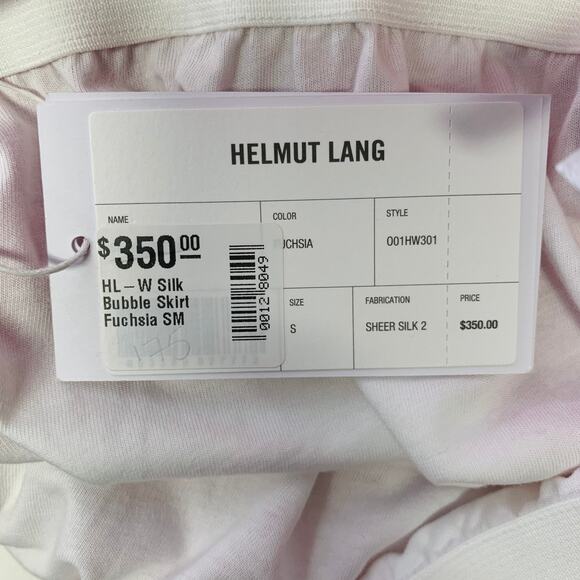 HELMUT LANG
NAME
COLOR
STYLE
UCHSIA
001HW301
$350.00
HL - W Silk
Bubble Skirt
Fuchsia SM
00128049
SIZE
FABRICATION
PRICE
S
SHEER SILK 2
$350.00
175